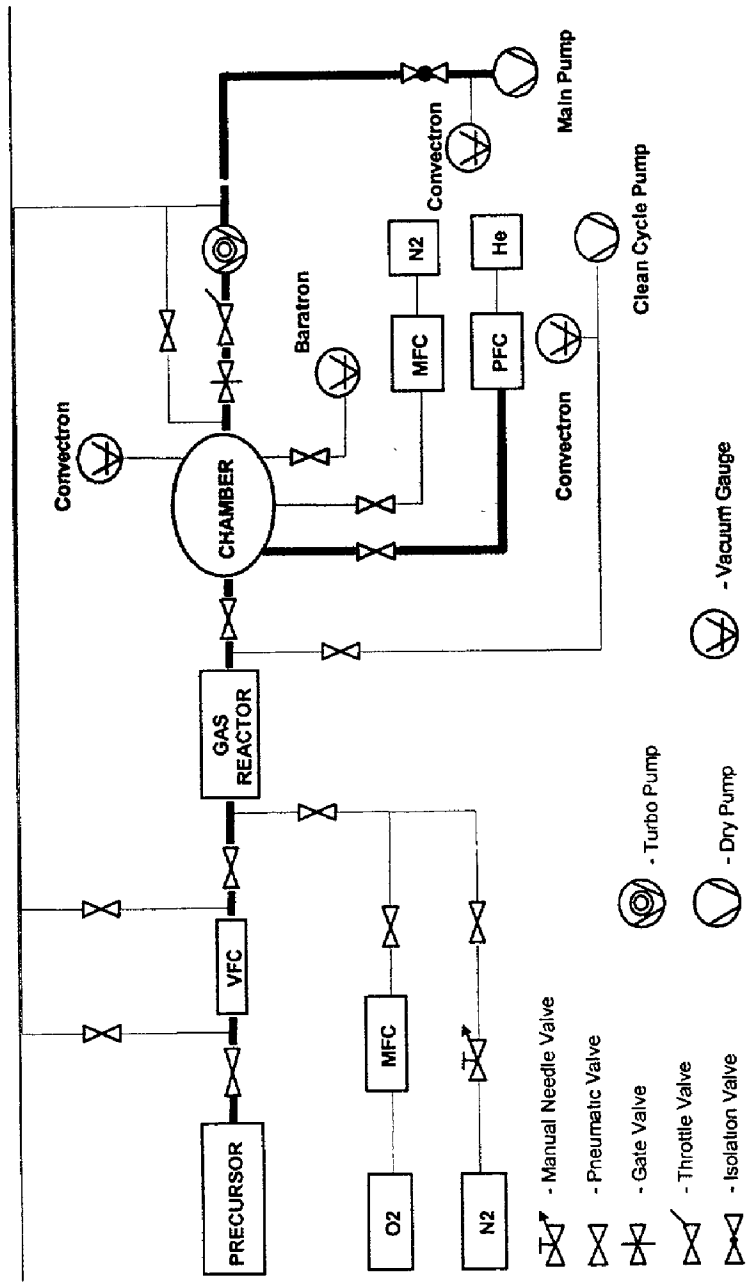 Convectron
CHAMBER
Baratron
MFC
N2
PFC
He
Convectron
Main Pump
Convectron
Clean Cycle Pump
PRECURSOR
VFC
GAS
REACTOR
O2
MFC
N2
- Manual Needle Valve
- Pneumatic Valve
- Gate Valve
- Throttle Valve
- Isolation Valve
- Turbo Pump
- Dry Pump
- Vacuum Gauge